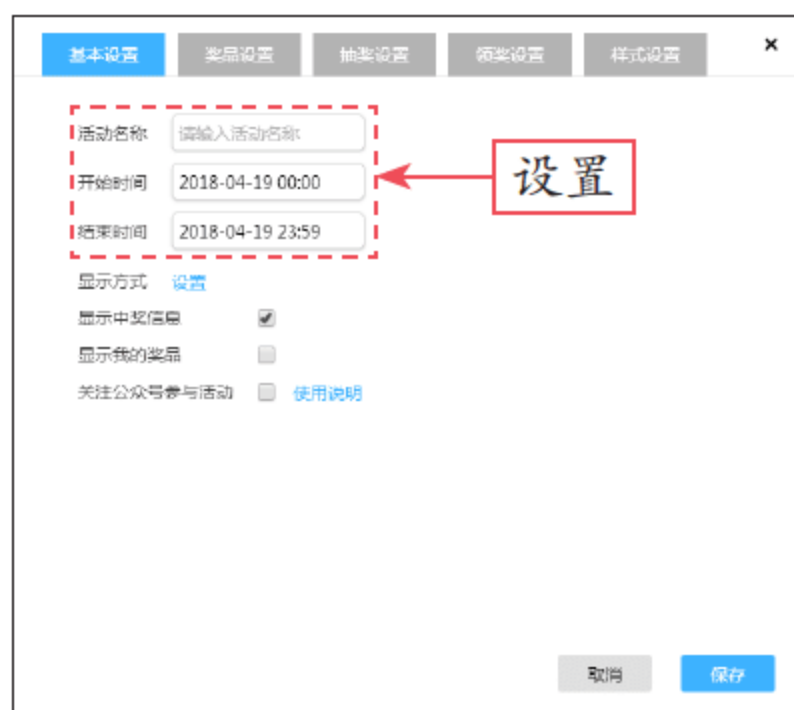 基本设置 奖品设置 抽奖设置 领奖设置 样式设置 ×
活动名称 请输入活动名称
开始时间 2018-04-19 00:00
设置
结束时间 2018-04-19 23:59
显示方式 设置
显示中奖信息
显示我的奖品
关注公众号参与活动 使用说明
取消 保存